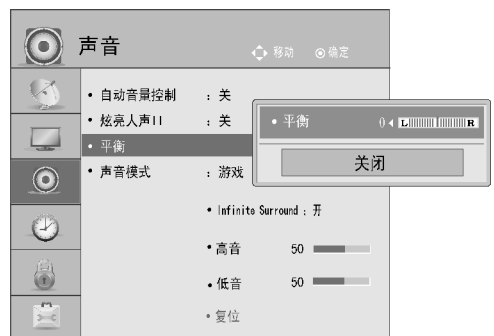 声音
移动 确定
• 自动音量控制 : 关
• 炫亮人声II : 关
• 平衡
• 声音模式 : 游戏
• Infinite Surround : 开
• 高音 50
• 低音 50
• 复位
• 平衡 0 L R
关闭